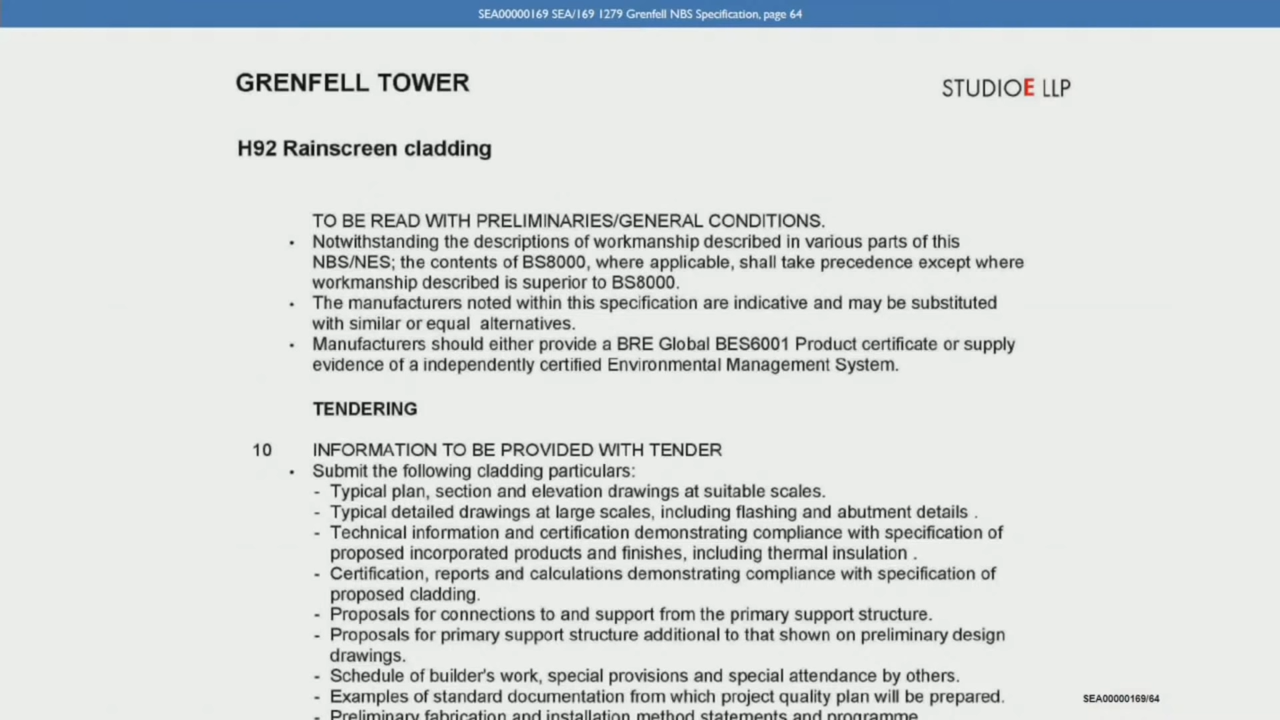 SEA00000169 SEA/169 1279 Grenfell NBS Specification, page 64
GRENFELL TOWER
STUDIOE LLP
H92 Rainscreen cladding
TO BE READ WITH PRELIMINARIES/GENERAL CONDITIONS.
• Notwithstanding the descriptions of workmanship described in various parts of this
NBS/NES; the contents of BS8000, where applicable, shall take precedence except where
workmanship described is superior to BS8000.
• The manufacturers noted within this specification are indicative and may be substituted
with similar or equal alternatives.
• Manufacturers should either provide a BRE Global BES6001 Product certificate or supply
evidence of a independently certified Environmental Management System.
TENDERING
10 INFORMATION TO BE PROVIDED WITH TENDER
• Submit the following cladding particulars:
- Typical plan, section and elevation drawings at suitable scales.
- Typical detailed drawings at large scales, including flashing and abutment details .
- Technical information and certification demonstrating compliance with specification of
proposed incorporated products and finishes, including thermal insulation .
- Certification, reports and calculations demonstrating compliance with specification of
proposed cladding.
- Proposals for connections to and support from the primary support structure.
- Proposals for primary support structure additional to that shown on preliminary design
drawings.
- Schedule of builder's work, special provisions and special attendance by others.
- Examples of standard documentation from which project quality plan will be prepared.
- Preliminary fabrication and installation method statements and programme.
SEA00000169/64